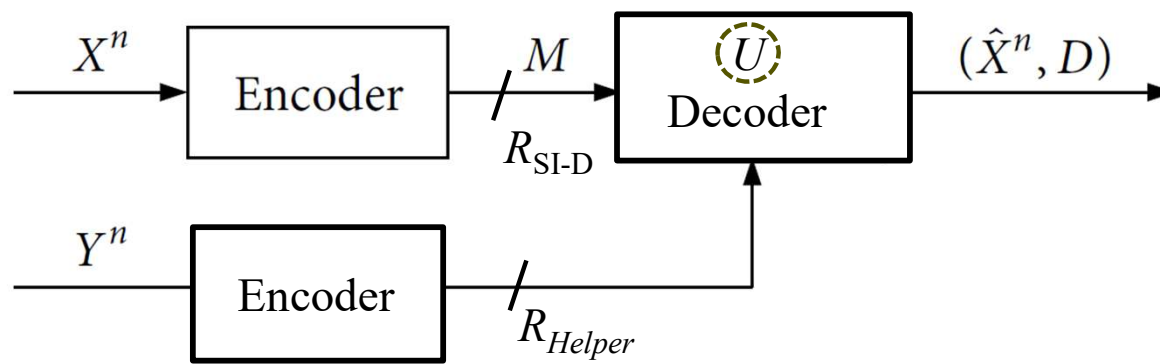 X^n
Encoder
M
R_SI-D
U
Decoder
(X̂^n, D)
Y^n
Encoder
R_Helper